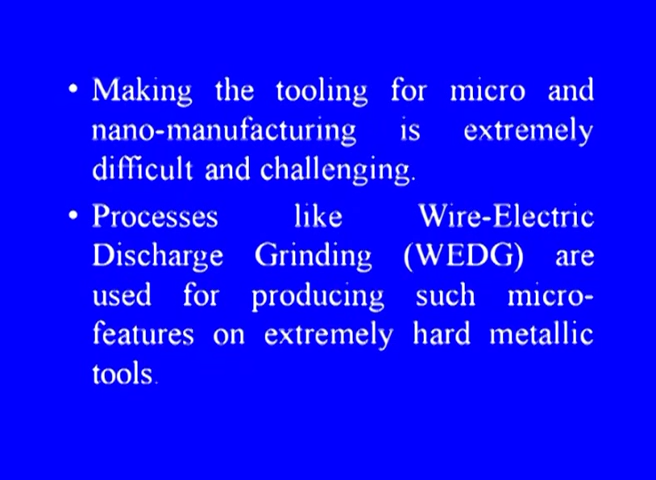 • Making the tooling for micro and
nano-manufacturing is extremely
difficult and challenging.
• Processes like Wire-Electric
Discharge Grinding (WEDG) are
used for producing such micro-
features on extremely hard metallic
tools.